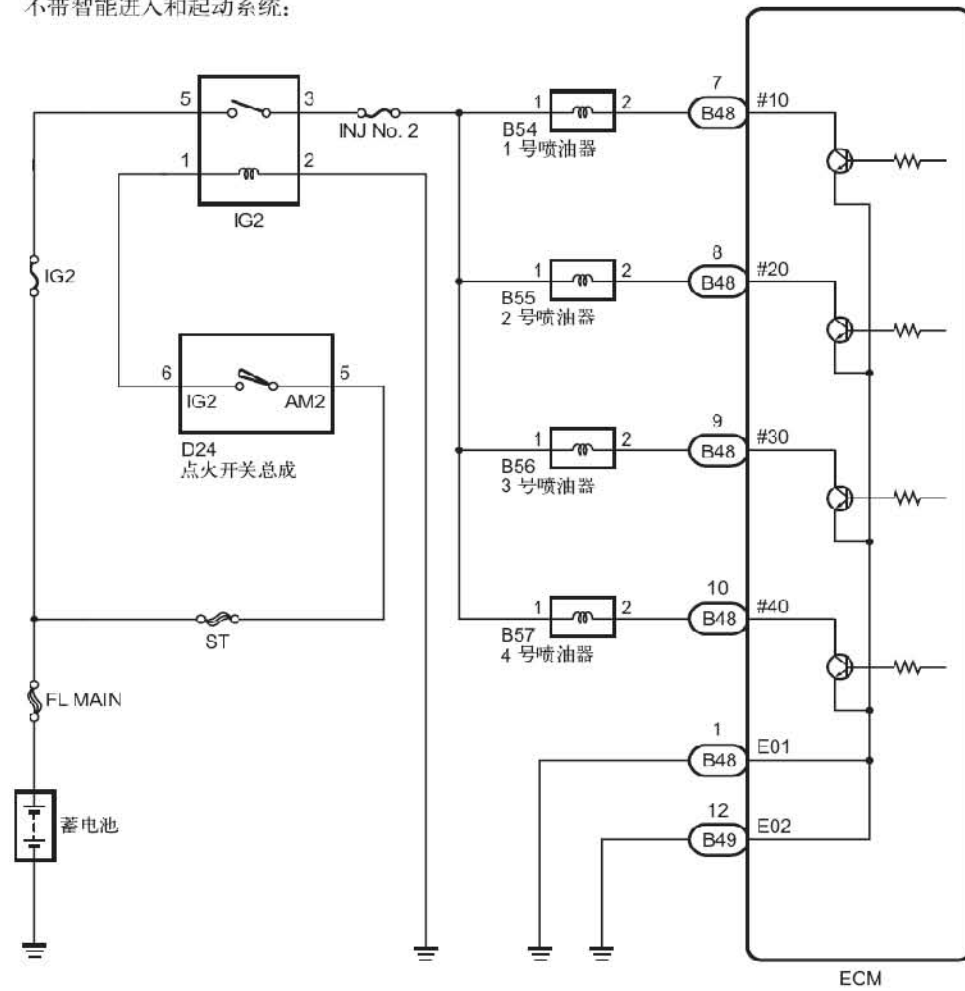 不带智能进入和起动系统：
5
3
INJ No. 2
1
2
IG2
IG2
6
5
IG2
AM2
D24
点火开关总成
ST
FL MAIN
蓄电池
1
2
B54
1 号喷油器
7
B48
#10
1
2
B55
2 号喷油器
8
B48
#20
1
2
B56
3 号喷油器
9
B48
#30
1
2
B57
4 号喷油器
10
B48
#40
1
B48
E01
12
B49
E02
ECM